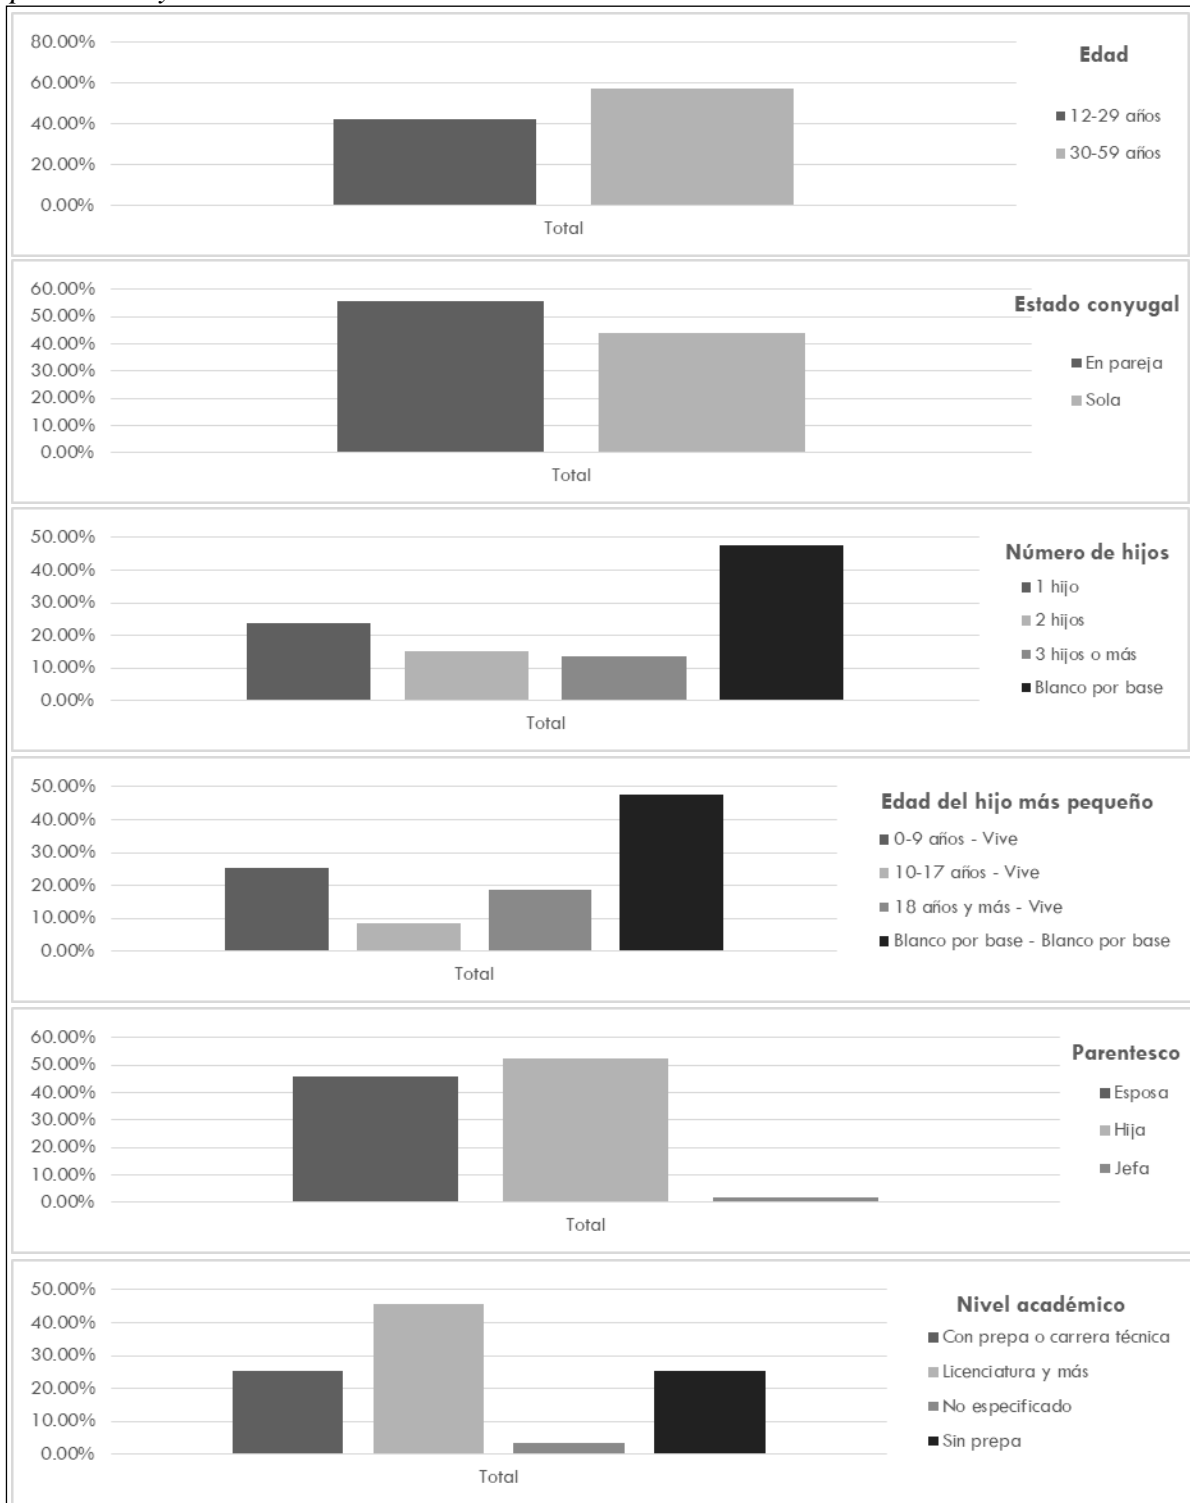 80.00%
60.00%
40.00%
20.00%
0.00%
Total
Edad
12-29 años
30-59 años
60.00%
50.00%
40.00%
30.00%
20.00%
10.00%
0.00%
Total
Estado conyugal
En pareja
Sola
50.00%
40.00%
30.00%
20.00%
10.00%
0.00%
Total
Número de hijos
1 hijo
2 hijos
3 hijos o más
Blanco por base
50.00%
40.00%
30.00%
20.00%
10.00%
0.00%
Total
Edad del hijo más pequeño
0-9 años - Vive
10-17 años - Vive
18 años y más - Vive
Blanco por base - Blanco por base
60.00%
50.00%
40.00%
30.00%
20.00%
10.00%
0.00%
Total
Parentesco
Esposa
Hija
Jefa
50.00%
40.00%
30.00%
20.00%
10.00%
0.00%
Total
Nivel académico
Con prepa o carrera técnica
Licenciatura y más
No especificado
Sin prepa